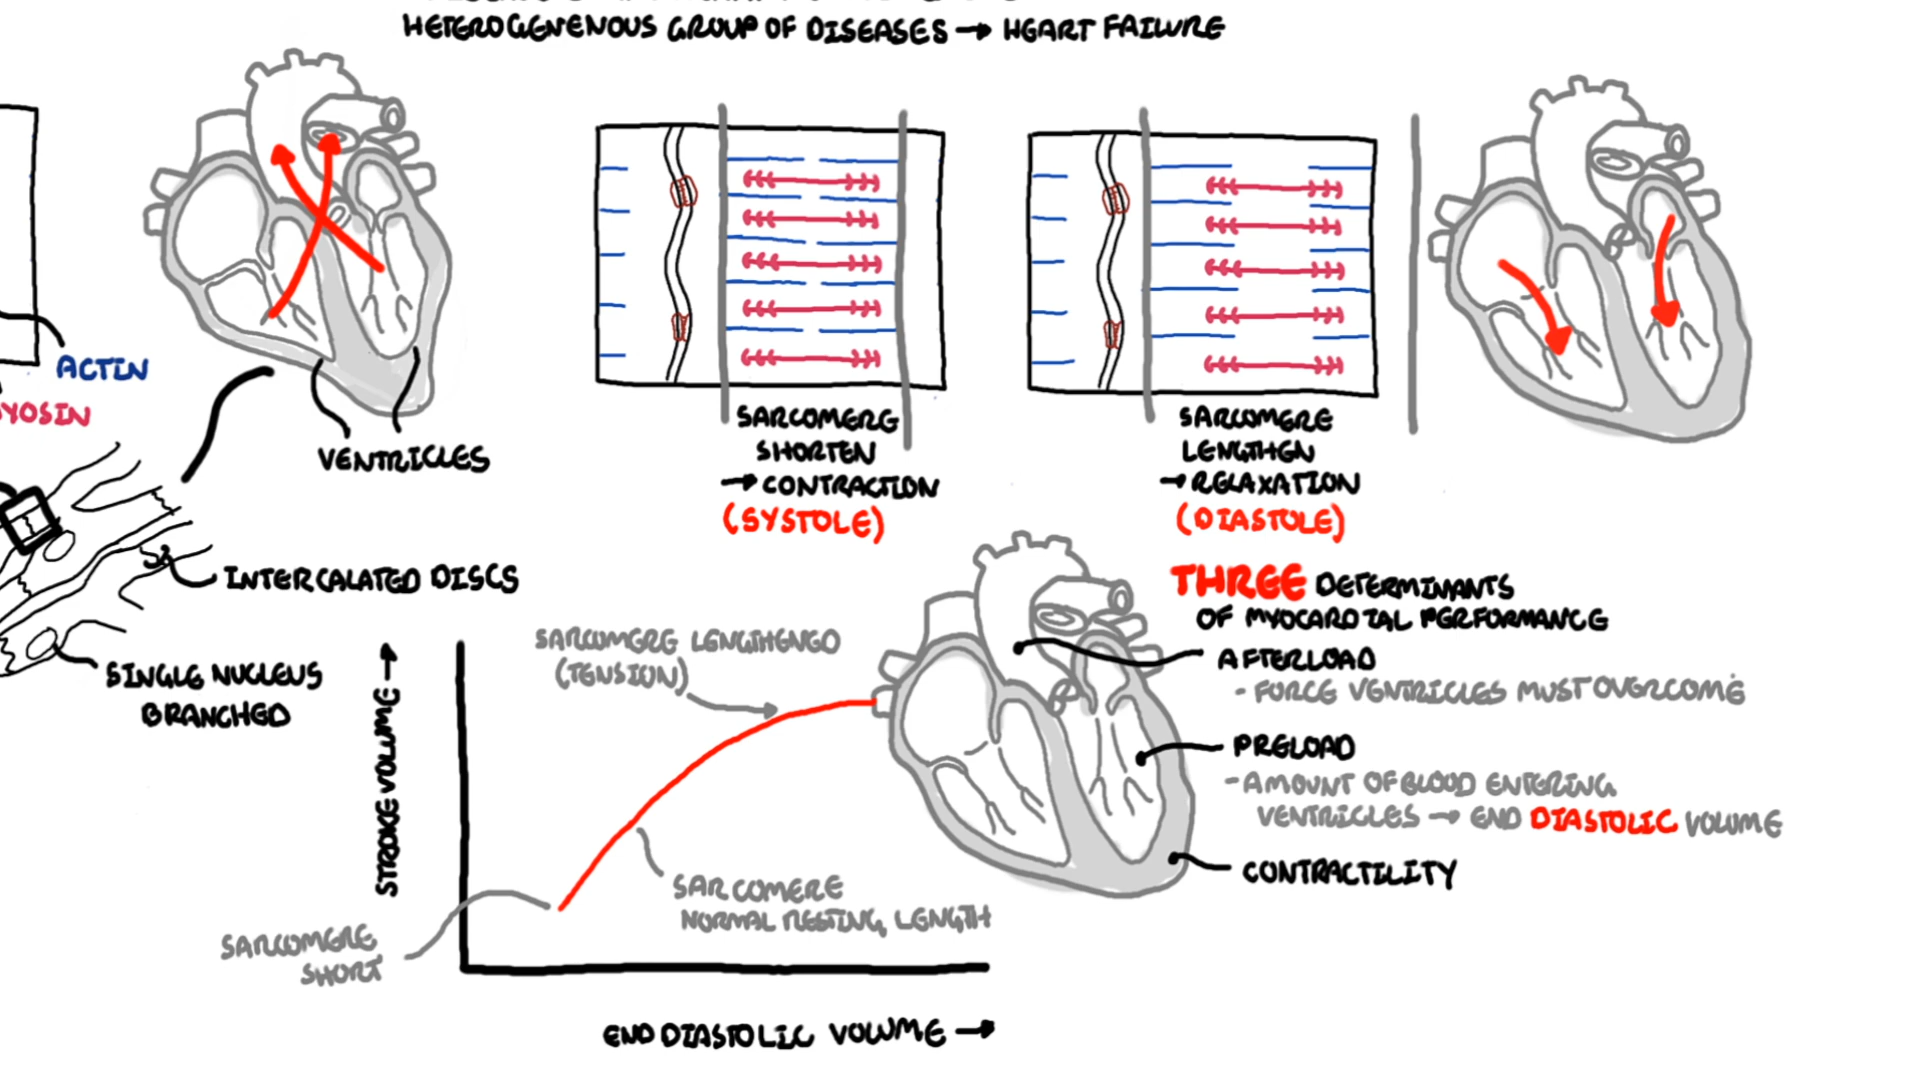 HETEROGENENOUS GROUP OF DISEASES → HEART FAILURE
ACTIN
YOSIN
VENTRICLES
INTERCALATED DISCS
SINGLE NUCLEUS
BRANCHED
SARCOMERE
SHORTEN
→ CONTRACTION
(SYSTOLE)
SARCOMERE
LENGTHEN
→ RELAXATION
(DIASTOLE)
THREE DETERMINANTS
OF MYOCARDIAL PERFORMANCE
AFTERLOAD
- FORCE VENTRICLES MUST OVERCOME
PRELOAD
- AMOUNT OF BLOOD ENTERING
VENTRICLES → END DIASTOLIC VOLUME
CONTRACTILITY
STROKE VOLUME →
SARCOMERE LENGTHENED
(TENSION)
SARCOMERE
NORMAL RESTING LENGTH
SARCOMERE
SHORT
END DIASTOLIC VOLUME →